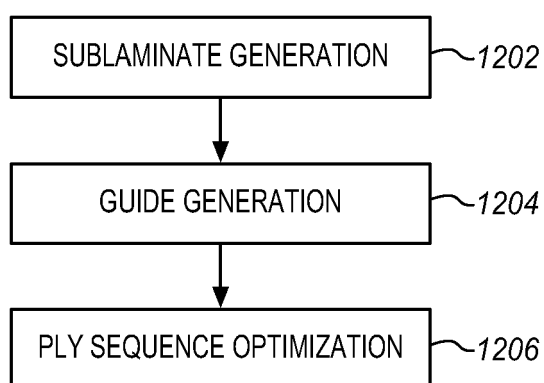 SUBLAMINATE GENERATION 1202
GUIDE GENERATION 1204
PLY SEQUENCE OPTIMIZATION 1206